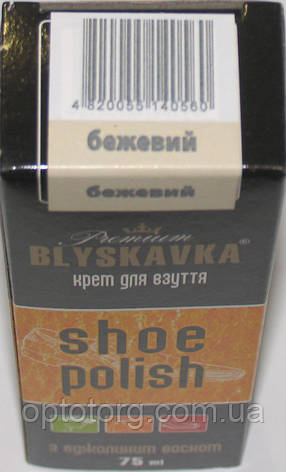 4 820055 140560
бежевий
бежевий
Premium
BLYSKAVKA®
крем для взуття
shoe
polish
optotorg.com.ua
з бджолиним воском
75 ml